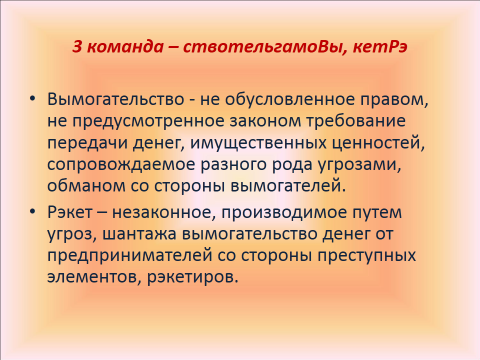 3 команда – ствотельгамоВы, кетРэ
• Вымогательство - не обусловленное правом,
не предусмотренное законом требование
передачи денег, имущественных ценностей,
сопровождаемое разного рода угрозами,
обманом со стороны вымогателей.
• Рэкет – незаконное, производимое путем
угроз, шантажа вымогательство денег от
предпринимателей со стороны преступных
элементов, рэкетиров.